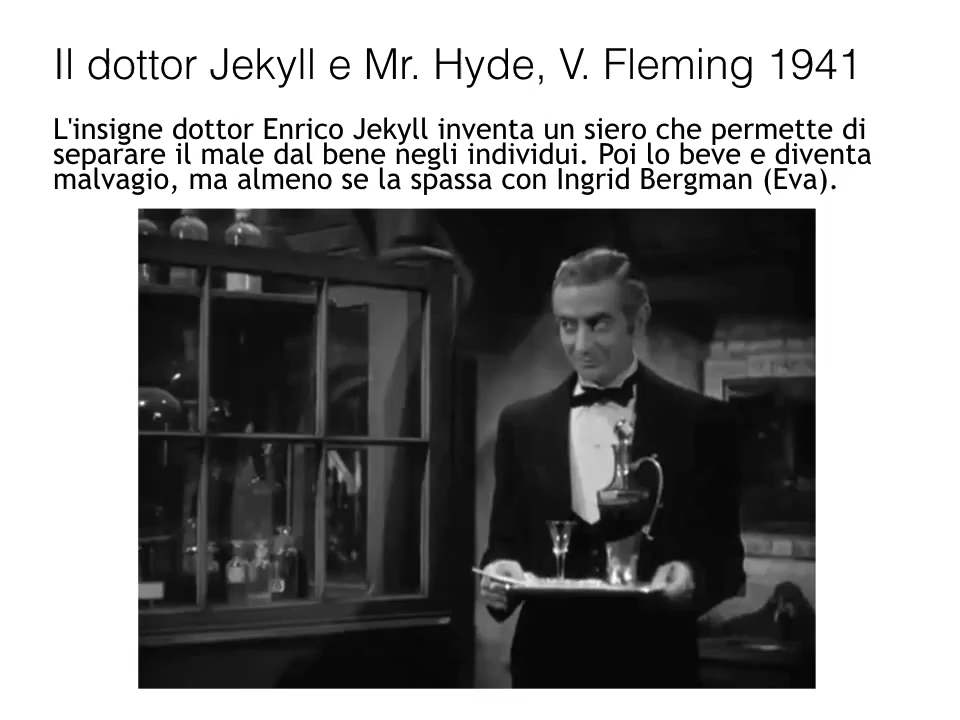 Il dottor Jekyll e Mr. Hyde, V. Fleming 1941
L'insigne dottor Enrico Jekyll inventa un siero che permette di
separare il male dal bene negli individui. Poi lo beve e diventa
malvagio, ma almeno se la spassa con Ingrid Bergman (Eva).